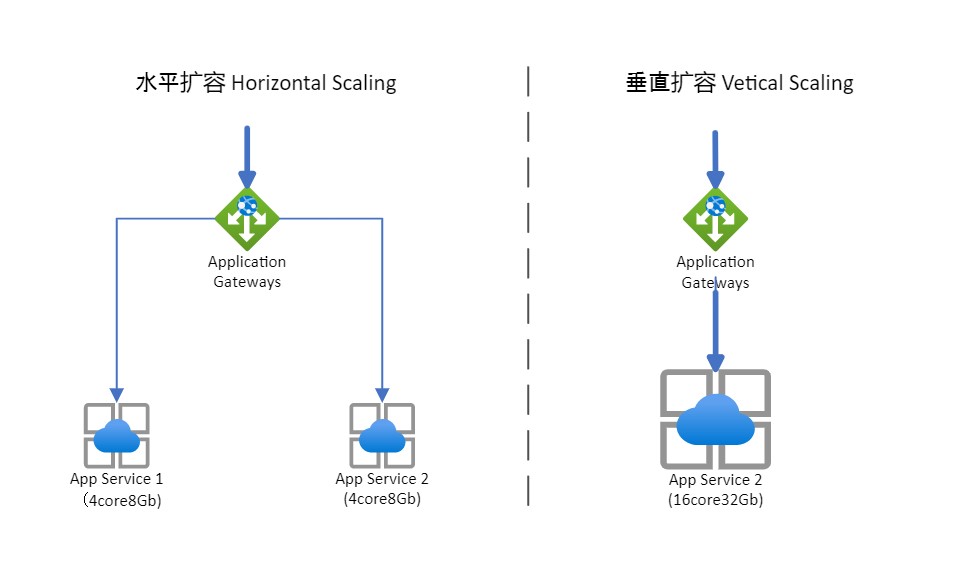 水平扩容 Horizontal Scaling
Application
Gateways
App Service 1
（4core8Gb)
App Service 2
(4core8Gb)
垂直扩容 Vetical Scaling
Application
Gateways
App Service 2
(16core32Gb)